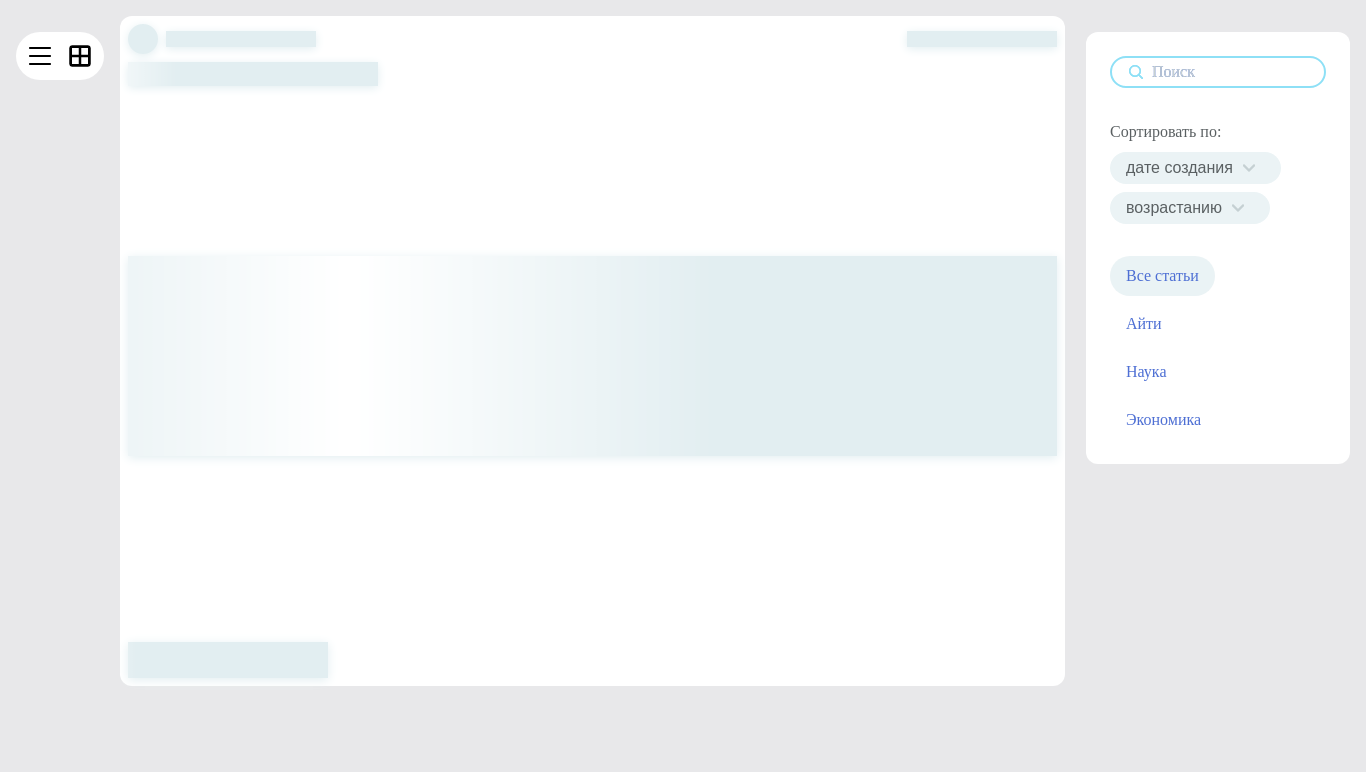 Поиск
Сортировать по:
дате создания
возрастанию
Все статьи
Айти
Наука
Экономика